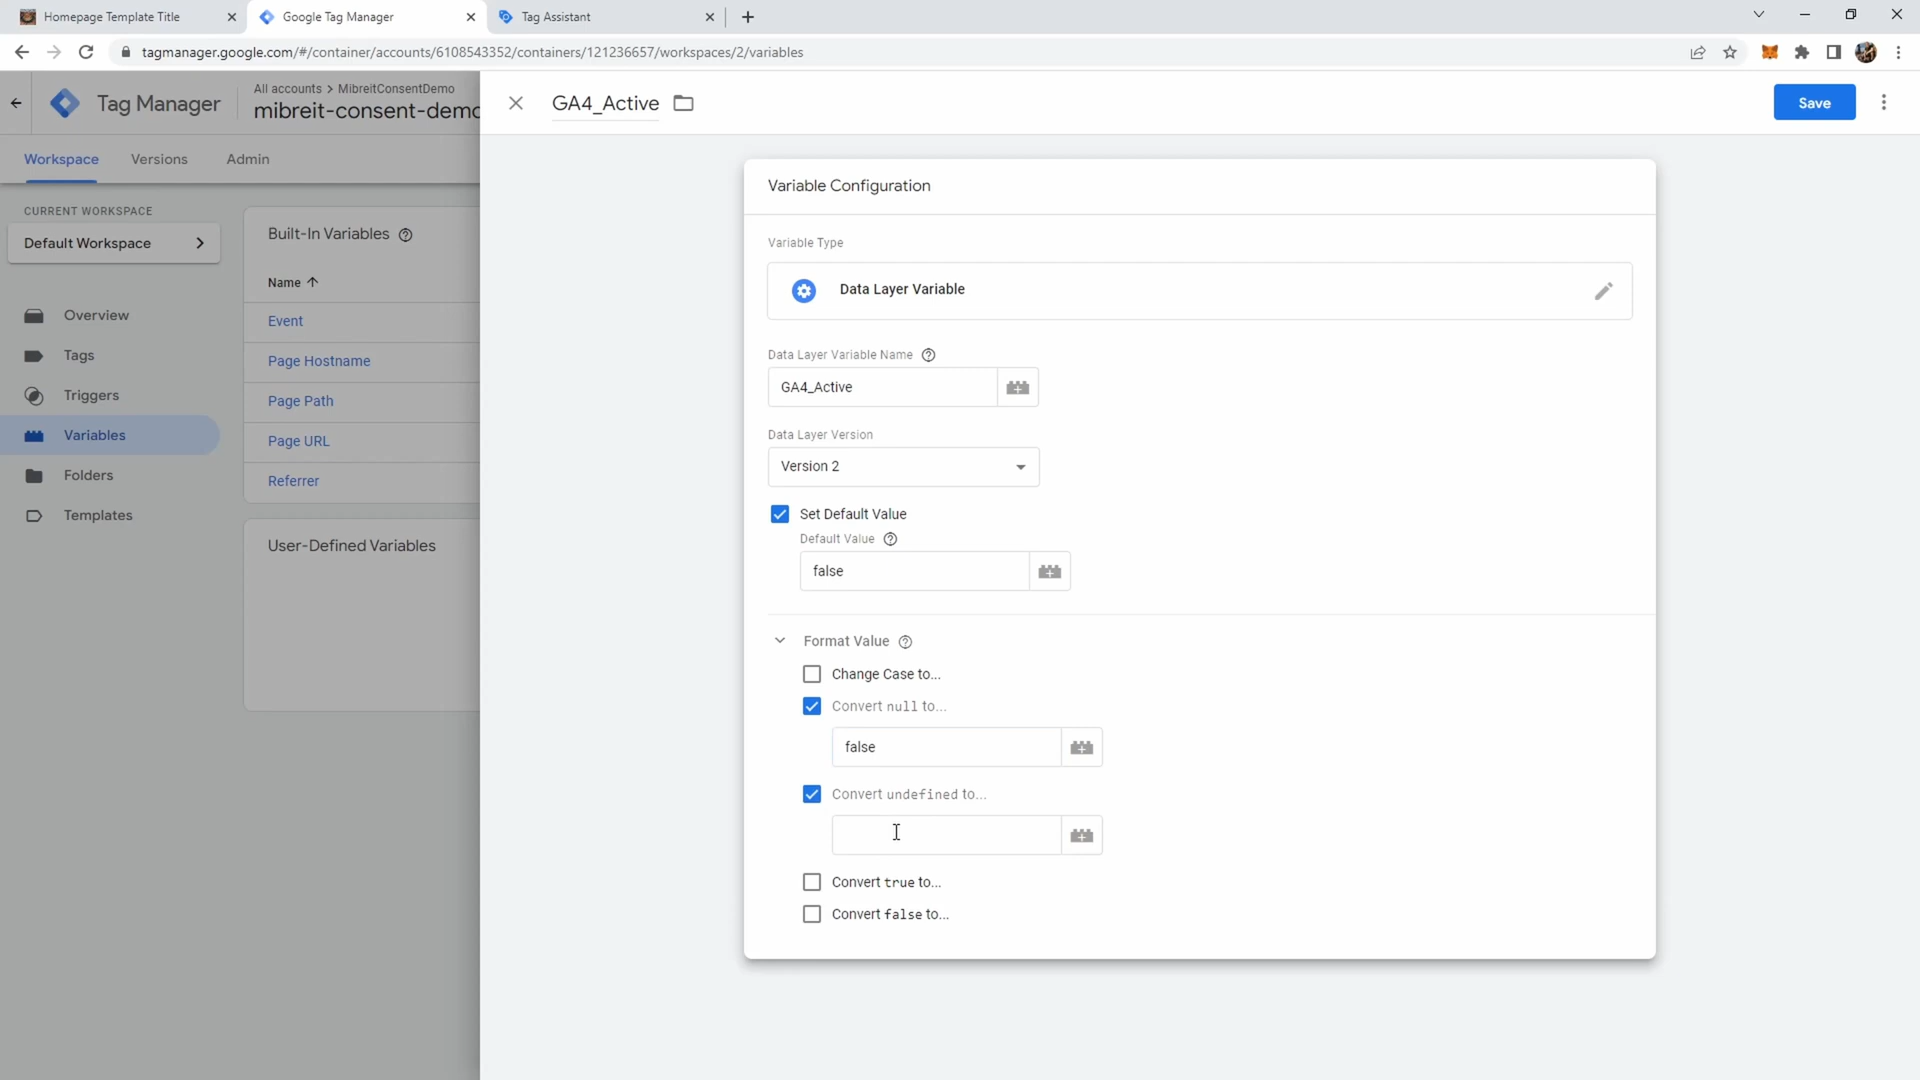 Homepage Template Title
Google Tag Manager
Tag Assistant
tagmanager.google.com/#/container/accounts/6108543352/containers/121236657/workspaces/2/variables
Tag Manager
All accounts > MibreitConsentDemo
mibreit-consent-demo
GA4_Active
Save
Workspace
Versions
Admin
CURRENT WORKSPACE
Default Workspace
Overview
Tags
Triggers
Variables
Folders
Templates
Built-In Variables
Name
Event
Page Hostname
Page Path
Page URL
Referrer
User-Defined Variables
Variable Configuration
Variable Type
Data Layer Variable
Data Layer Variable Name
GA4_Active
Data Layer Version
Version 2
Set Default Value
Default Value
false
Format Value
Change Case to...
Convert null to...
false
Convert undefined to...
Convert true to...
Convert false to...